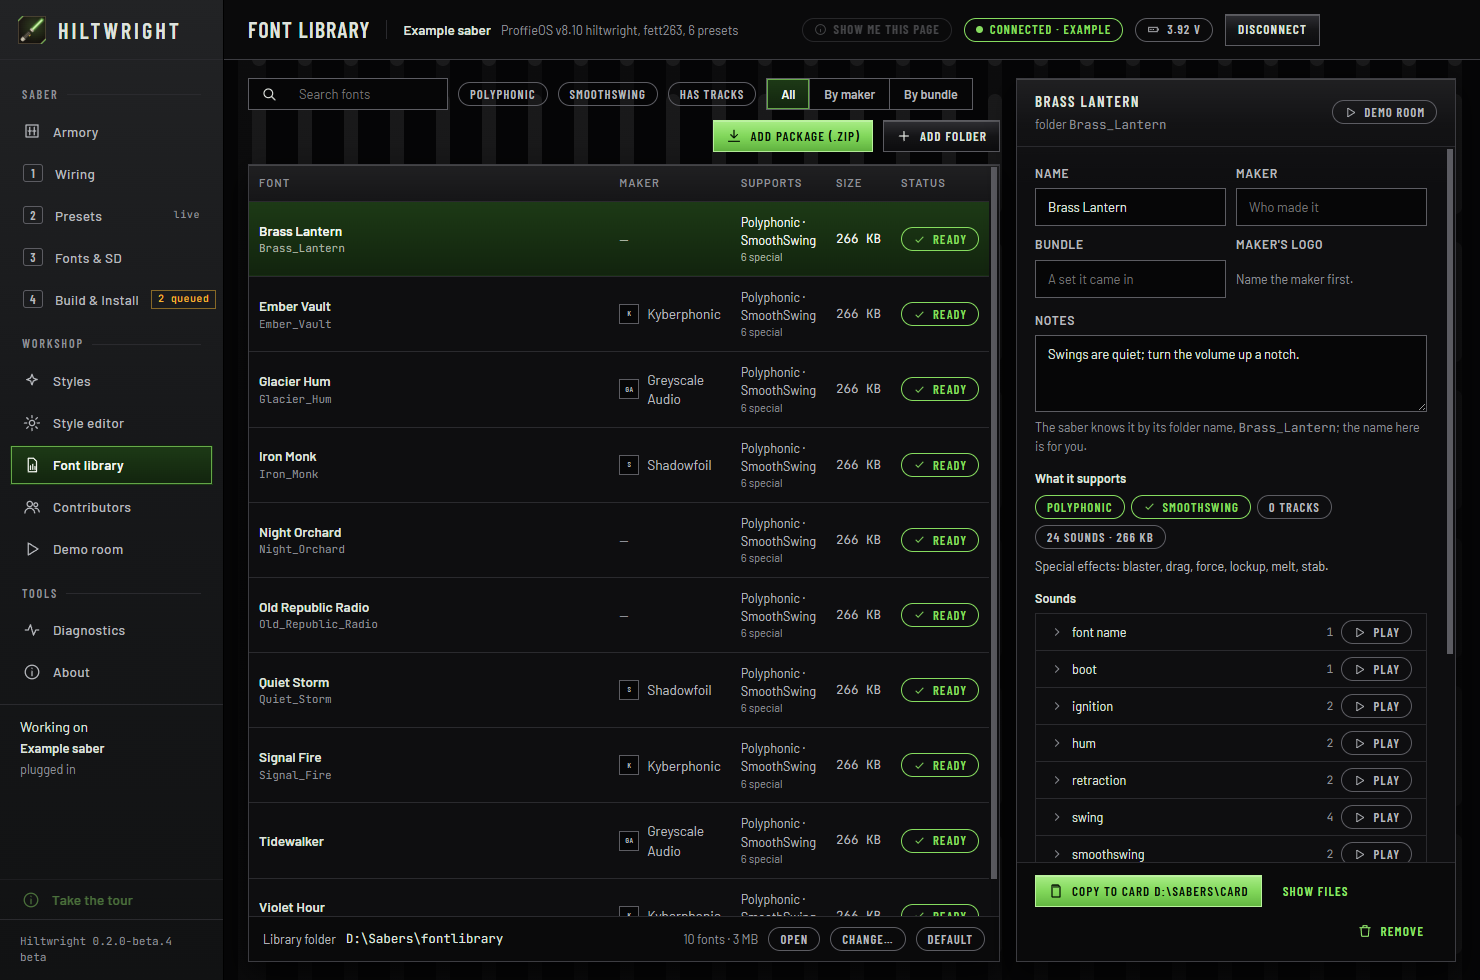 HILTWRIGHT
SABER
Armory
1 Wiring
2 Presets live
3 Fonts & SD
4 Build & Install 2 queued
WORKSHOP
Styles
Style editor
Font library
Contributors
Demo room
TOOLS
Diagnostics
About
Working on
Example saber
plugged in
Take the tour
Hiltwright 0.2.0-beta.4
beta
FONT LIBRARY Example saber ProffieOS v8.10 hiltwright, fett263, 6 presets SHOW ME THIS PAGE CONNECTED · EXAMPLE 3.92 V DISCONNECT
Search fonts POLYPHONIC SMOOTHSWING HAS TRACKS All By maker By bundle
ADD PACKAGE (.ZIP) ADD FOLDER
FONT MAKER SUPPORTS SIZE STATUS
Brass Lantern
Brass_Lantern
—
Polyphonic ·
SmoothSwing
6 special
266 KB
READY
Ember Vault
Ember_Vault
K Kyberphonic
Polyphonic ·
SmoothSwing
6 special
266 KB
READY
Glacier Hum
Glacier_Hum
GA Greyscale
Audio
Polyphonic ·
SmoothSwing
6 special
266 KB
READY
Iron Monk
Iron_Monk
S Shadowfoil
Polyphonic ·
SmoothSwing
6 special
266 KB
READY
Night Orchard
Night_Orchard
—
Polyphonic ·
SmoothSwing
6 special
266 KB
READY
Old Republic Radio
Old_Republic_Radio
—
Polyphonic ·
SmoothSwing
6 special
266 KB
READY
Quiet Storm
Quiet_Storm
S Shadowfoil
Polyphonic ·
SmoothSwing
6 special
266 KB
READY
Signal Fire
Signal_Fire
K Kyberphonic
Polyphonic ·
SmoothSwing
6 special
266 KB
READY
Tidewalker
GA Greyscale
Audio
Polyphonic ·
SmoothSwing
6 special
266 KB
READY
Violet Hour
K Kyberphonic
Polyphonic ·
SmoothSwing
266 KB
READY
Library folder D:\Sabers\fontlibrary 10 fonts · 3 MB OPEN CHANGE... DEFAULT
BRASS LANTERN
folder Brass_Lantern
DEMO ROOM
NAME MAKER
Brass Lantern Who made it
BUNDLE MAKER'S LOGO
A set it came in Name the maker first.
NOTES
Swings are quiet; turn the volume up a notch.
The saber knows it by its folder name, Brass_Lantern; the name here
is for you.
What it supports
POLYPHONIC SMOOTHSWING 0 TRACKS
24 SOUNDS · 266 KB
Special effects: blaster, drag, force, lockup, melt, stab.
Sounds
font name 1 PLAY
boot 1 PLAY
ignition 2 PLAY
hum 2 PLAY
retraction 2 PLAY
swing 4 PLAY
smoothswing 2 PLAY
COPY TO CARD D:\SABERS\CARD SHOW FILES
REMOVE